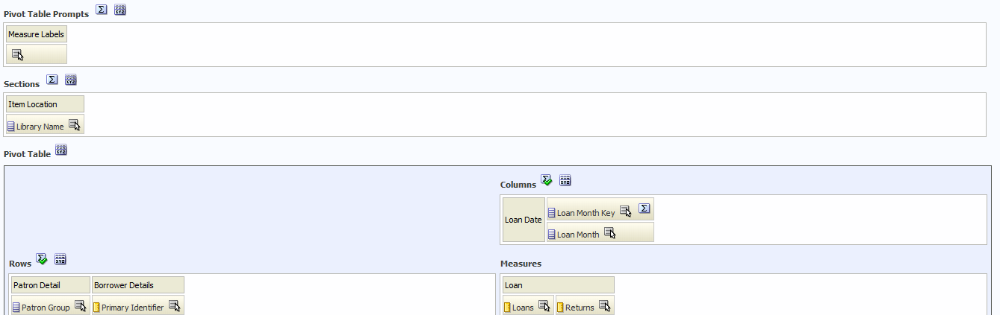 Pivot Table Prompts
Measure Labels
Sections
Item Location
Library Name
Pivot Table
Columns
Loan Date
Loan Month Key
Loan Month
Rows
Measures
Patron Detail Borrower Details
Loan
Patron Group Primary Identifier
Loans Returns